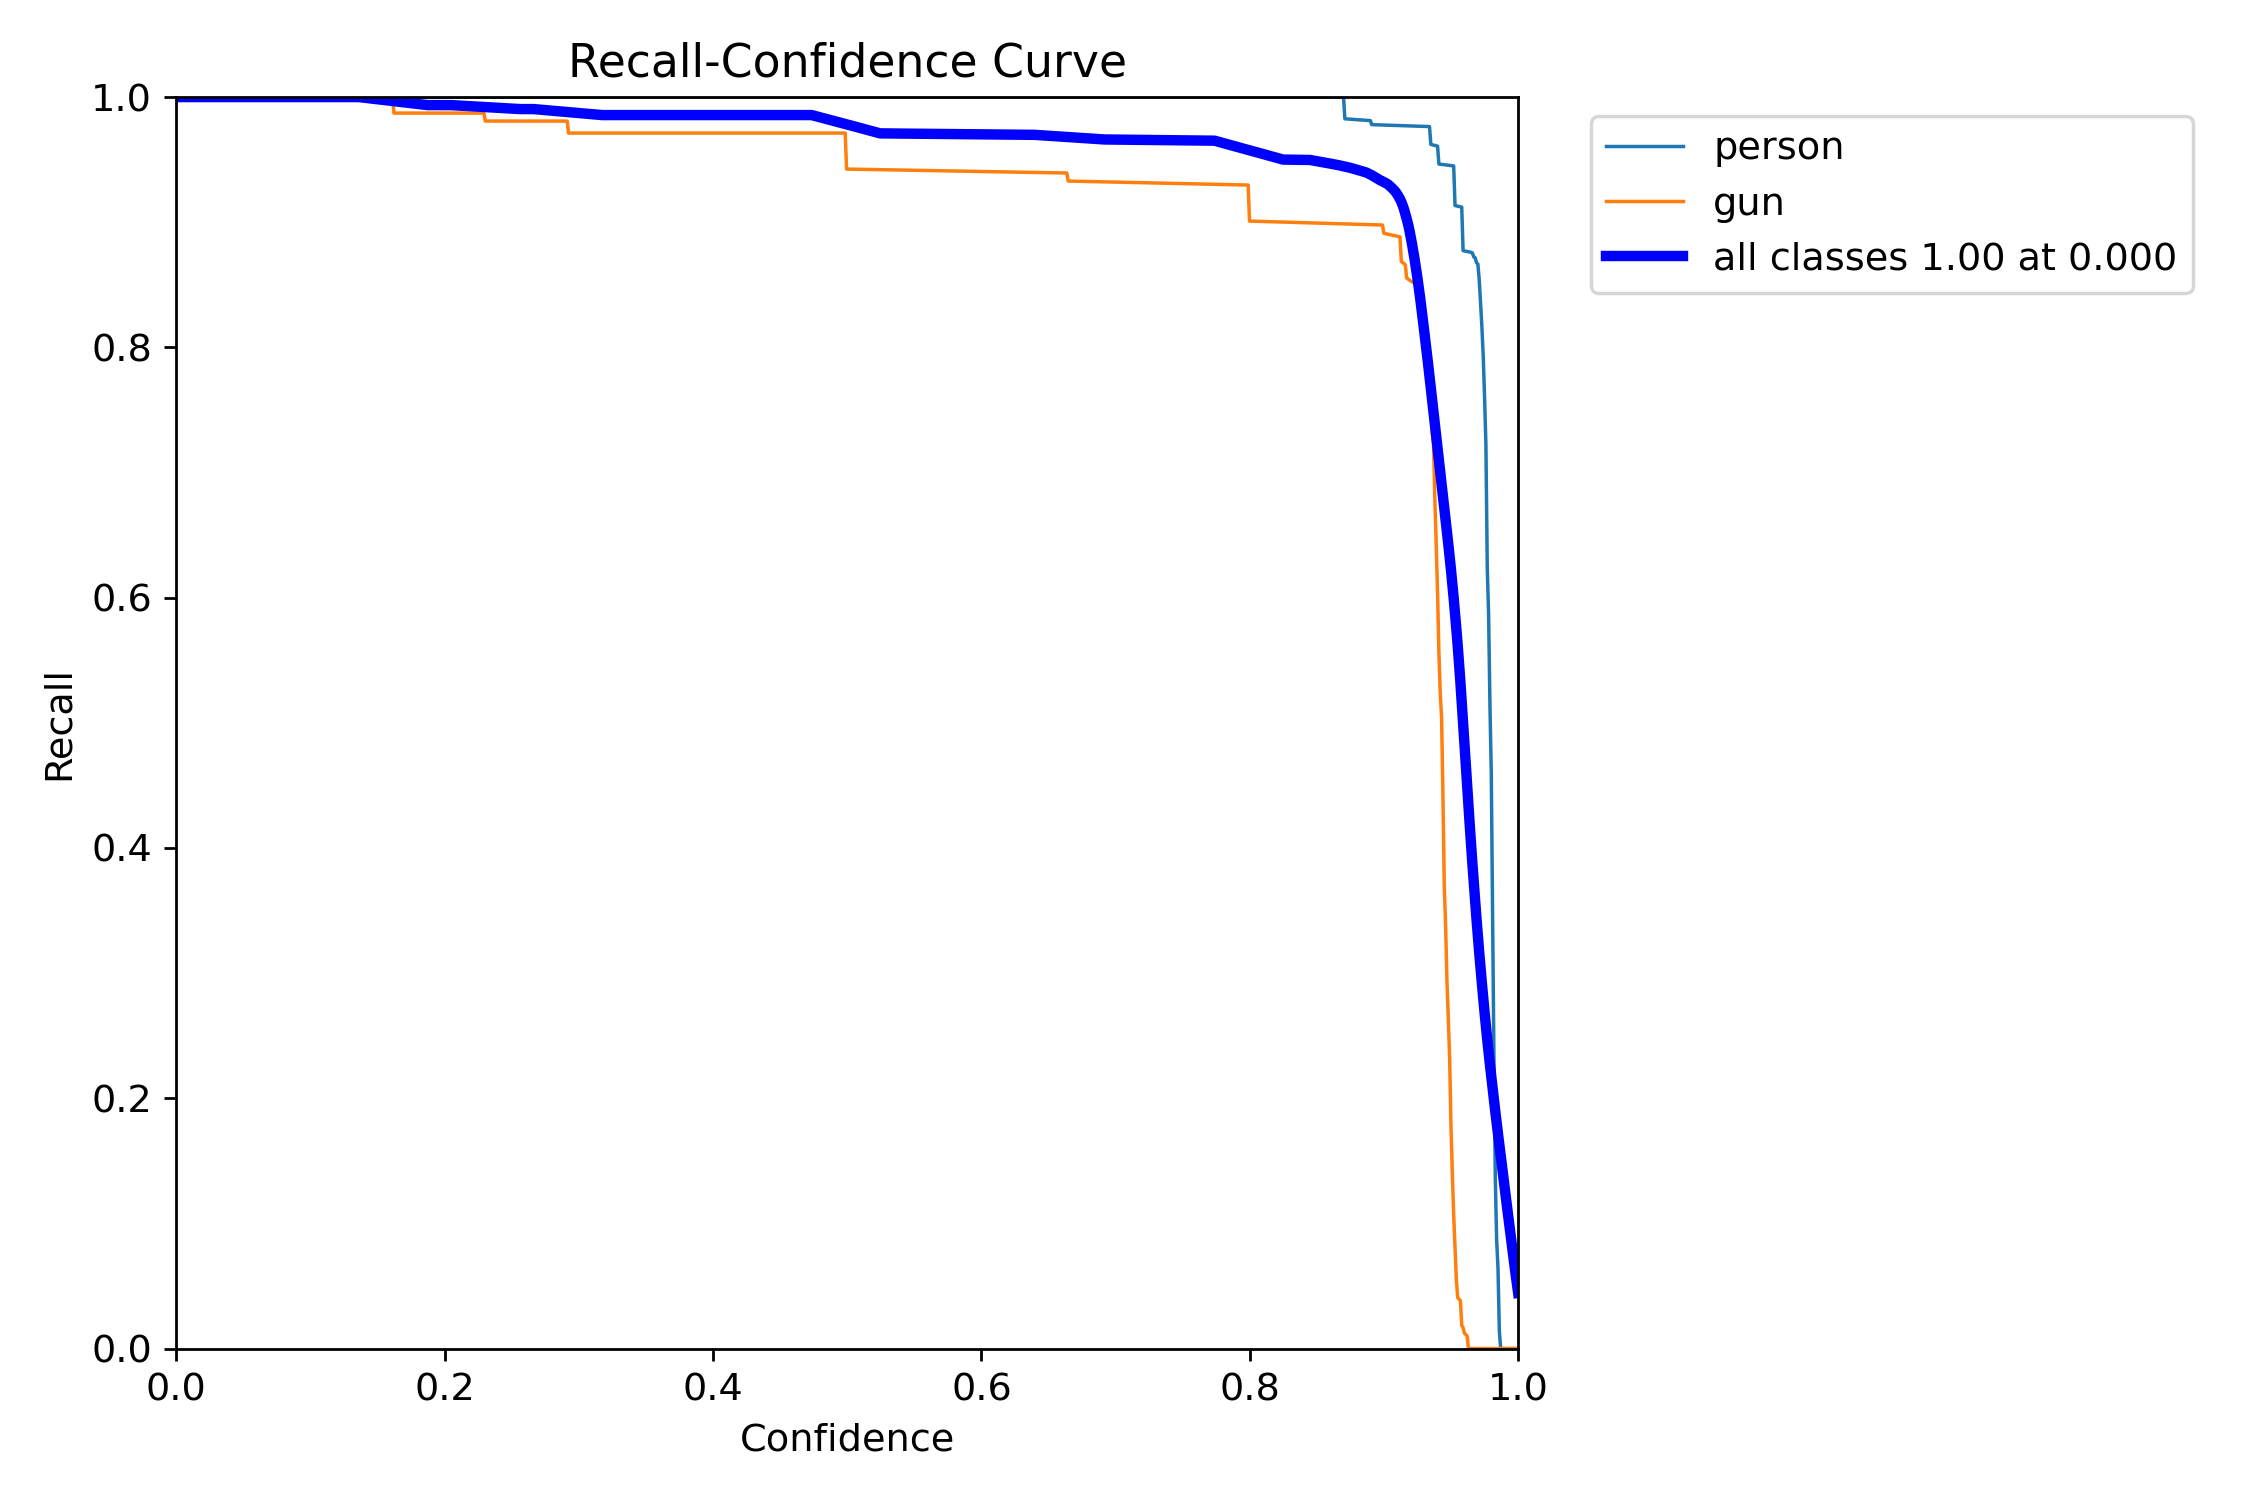 Recall-Confidence Curve
1.0
0.8
0.6
0.4
0.2
0.0
Recall
0.0 0.2 0.4 0.6 0.8 1.0
Confidence
person
gun
all classes 1.00 at 0.000